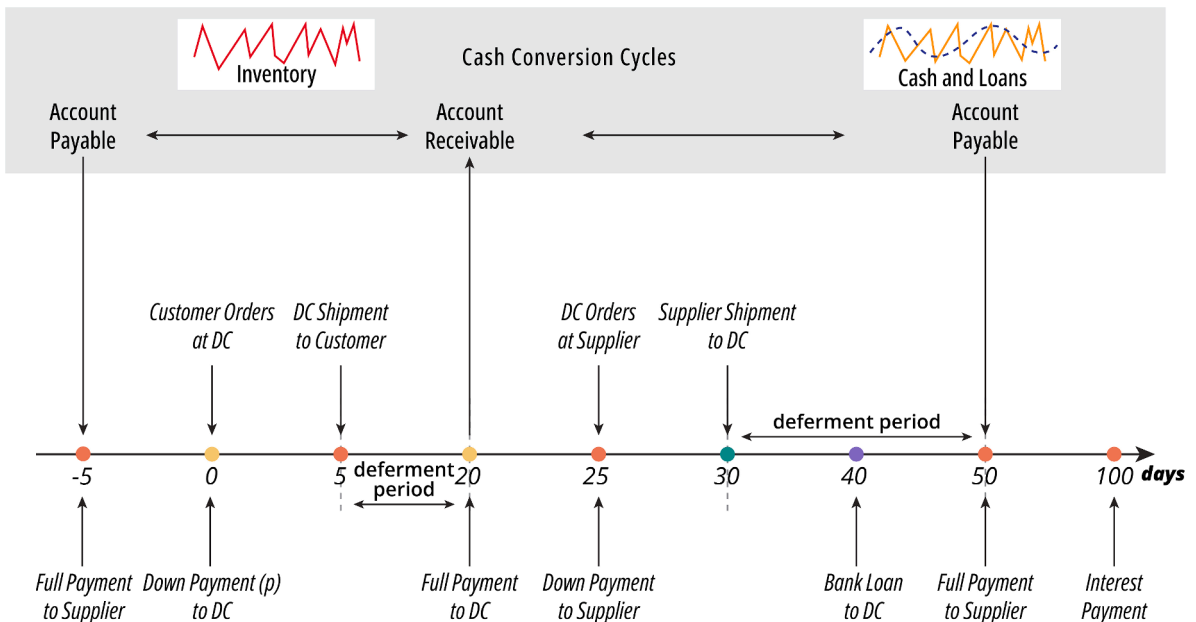 Inventory
Cash Conversion Cycles
Cash and Loans
Account
Payable
Account
Receivable
Account
Payable
Customer Orders
at DC
DC Shipment
to Customer
DC Orders
at Supplier
Supplier Shipment
to DC
deferment period
-5
0
5
20
25
30
40
50
100
days
deferment
period
Full Payment
to Supplier
Down Payment (p)
to DC
Full Payment
to DC
Down Payment
to Supplier
Bank Loan
to DC
Full Payment
to Supplier
Interest
Payment